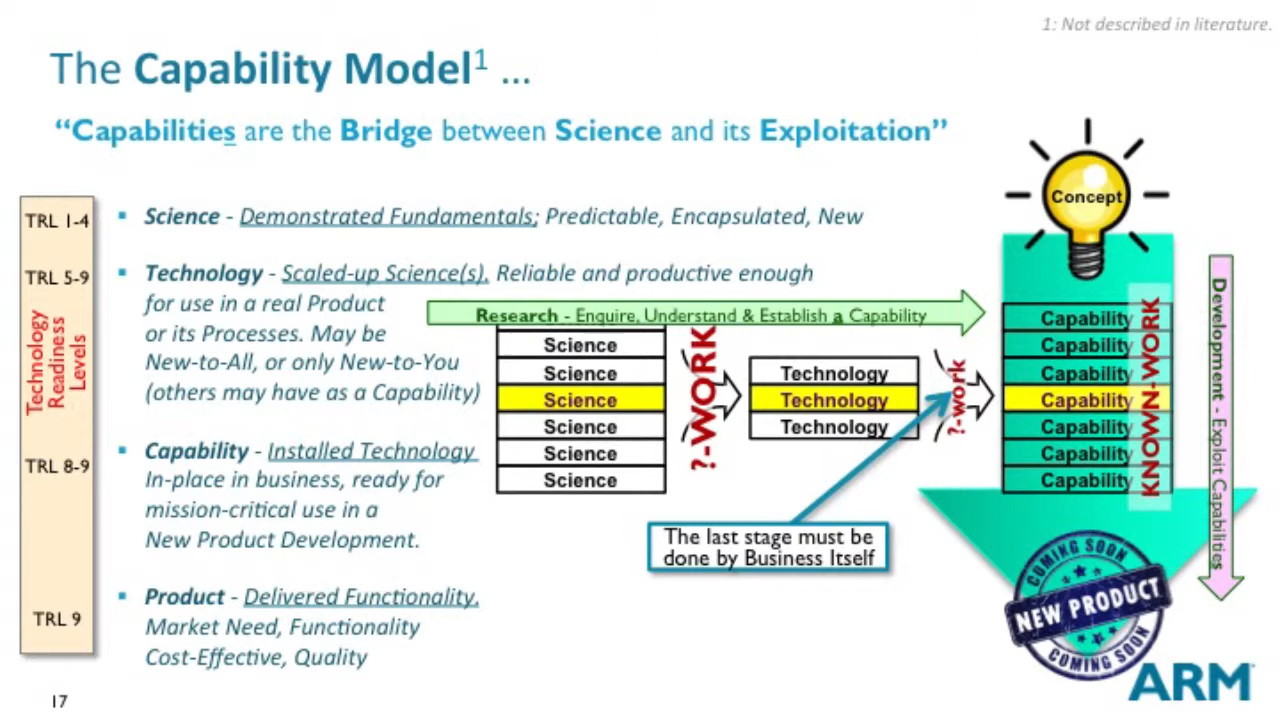 1: Not described in literature.
The Capability Model1 ...
“Capabilities are the Bridge between Science and its Exploitation”
TRL 1-4
TRL 5-9
Technology
Readiness
Levels
TRL 8-9
TRL 9
▪ Science - Demonstrated Fundamentals; Predictable, Encapsulated, New
▪ Technology - Scaled-up Science(s). Reliable and productive enough
for use in a real Product
or its Processes. May be
New-to-All, or only New-to-You
(others may have as a Capability)
▪ Capability - Installed Technology
In-place in business, ready for
mission-critical use in a
New Product Development.
▪ Product - Delivered Functionality.
Market Need, Functionality
Cost-Effective, Quality
Research - Enquire, Understand & Establish a Capability
Science
Science
Science
Science
Science
Science
?-WORK
Technology
Technology
Technology
?-work
The last stage must be
done by Business Itself
Concept
Capability
Capability
Capability
Capability
Capability
Capability
Capability
KNOWN-WORK
Development - Exploit Capabilities
COMING SOON
NEW PRODUCT
COMING SOON
ARM
17